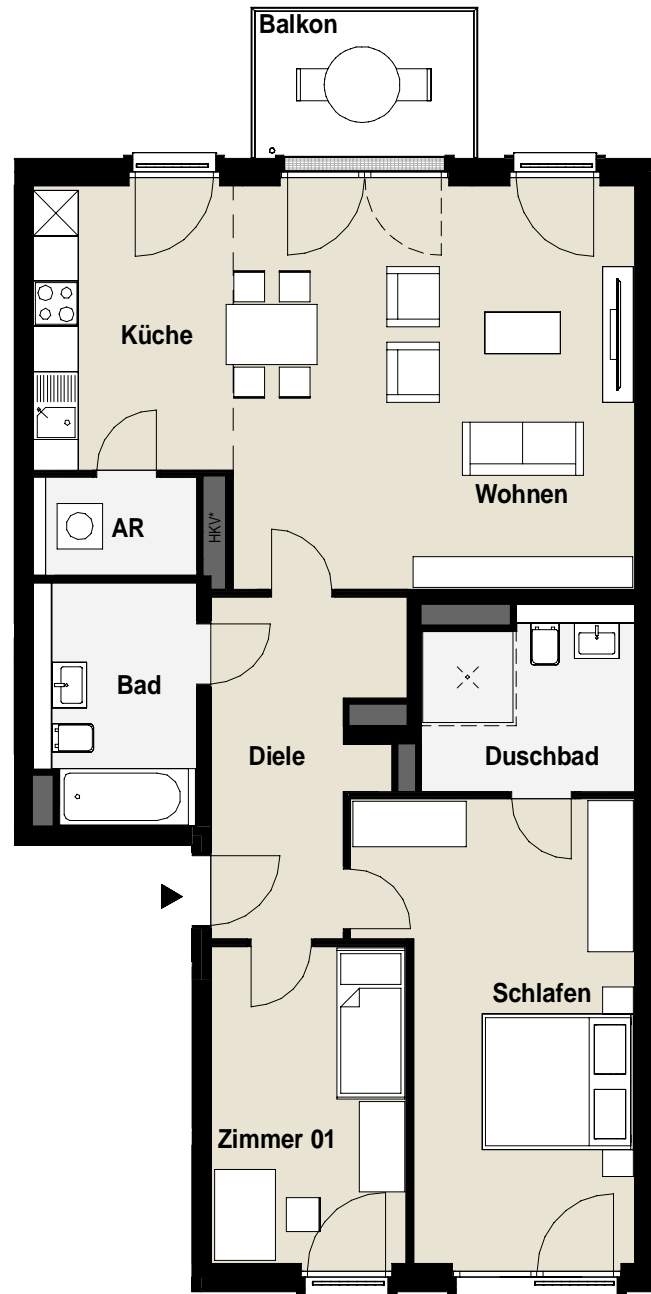 Balkon
Küche
Wohnen
AR
HKV*
Bad
Diele
Duschbad
Schlafen
Zimmer 01